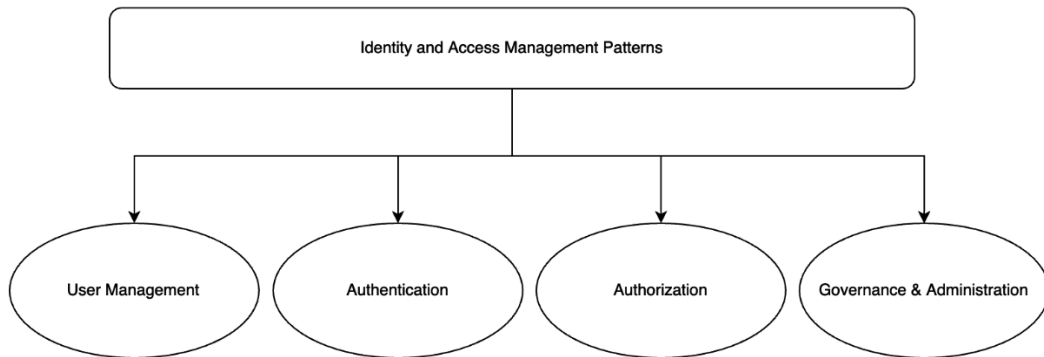 Identity and Access Management Patterns
User Management
Authentication
Authorization
Governance & Administration